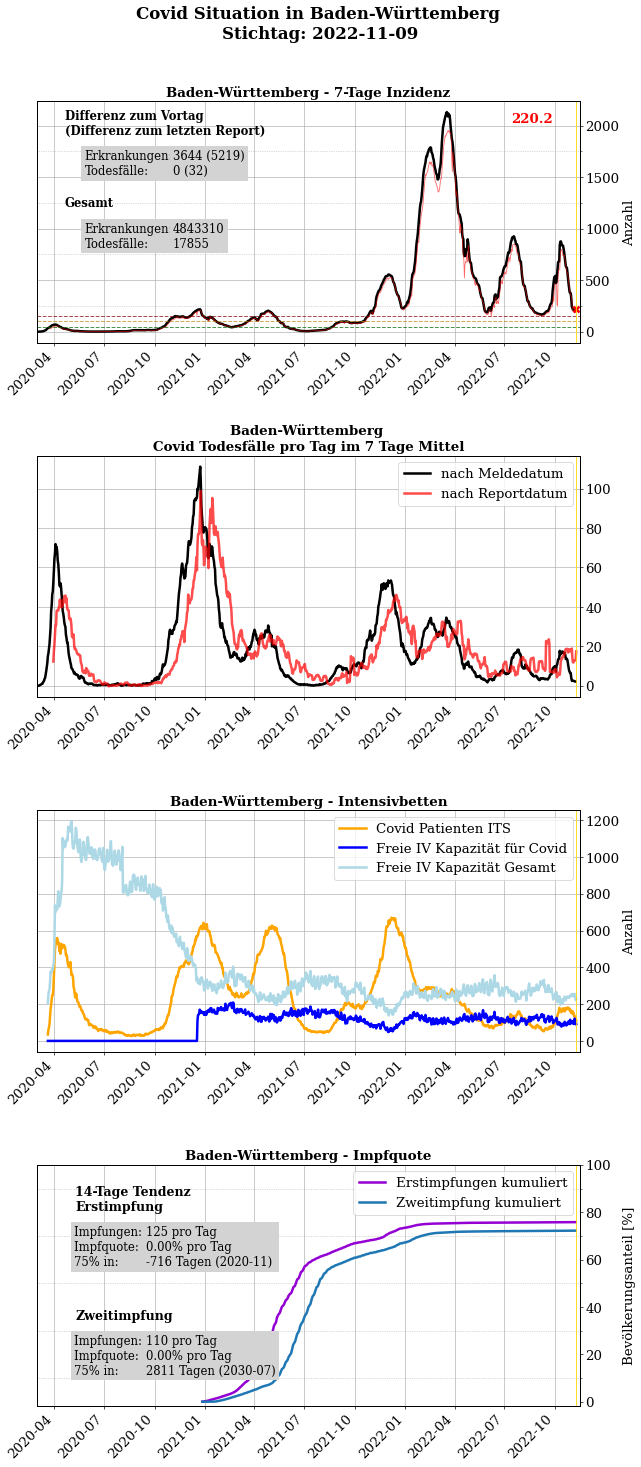 Covid Situation in Baden-Württemberg
Stichtag: 2022-11-09
Baden-Württemberg - 7-Tage Inzidenz
Differenz zum Vortag
(Differenz zum letzten Report)
220.2
Erkrankungen 3644 (5219)
Todesfälle: 0 (32)
Gesamt
Erkrankungen 4843310
Todesfälle: 17855
2000
1500
1000
500
0
Anzahl
2020-04 2020-07 2020-10 2021-01 2021-04 2021-07 2021-10 2022-01 2022-04 2022-07 2022-10
Baden-Württemberg
Covid Todesfälle pro Tag im 7 Tage Mittel
nach Meldedatum
nach Reportdatum
100
80
60
40
20
0
2020-04 2020-07 2020-10 2021-01 2021-04 2021-07 2021-10 2022-01 2022-04 2022-07 2022-10
Baden-Württemberg - Intensivbetten
Covid Patienten ITS
Freie IV Kapazität für Covid
Freie IV Kapazität Gesamt
1200
1000
800
600
400
200
0
Anzahl
2020-04 2020-07 2020-10 2021-01 2021-04 2021-07 2021-10 2022-01 2022-04 2022-07 2022-10
Baden-Württemberg - Impfquote
14-Tage Tendenz
Erstimpfung
Impfungen: 125 pro Tag
Impfquote: 0.00% pro Tag
75% in: -716 Tagen (2020-11)
Zweitimpfung
Impfungen: 110 pro Tag
Impfquote: 0.00% pro Tag
75% in: 2811 Tagen (2030-07)
Erstimpfungen kumuliert
Zweitimpfung kumuliert
100
80
60
40
20
0
Bevölkerungsanteil [%]
2020-04 2020-07 2020-10 2021-01 2021-04 2021-07 2021-10 2022-01 2022-04 2022-07 2022-10